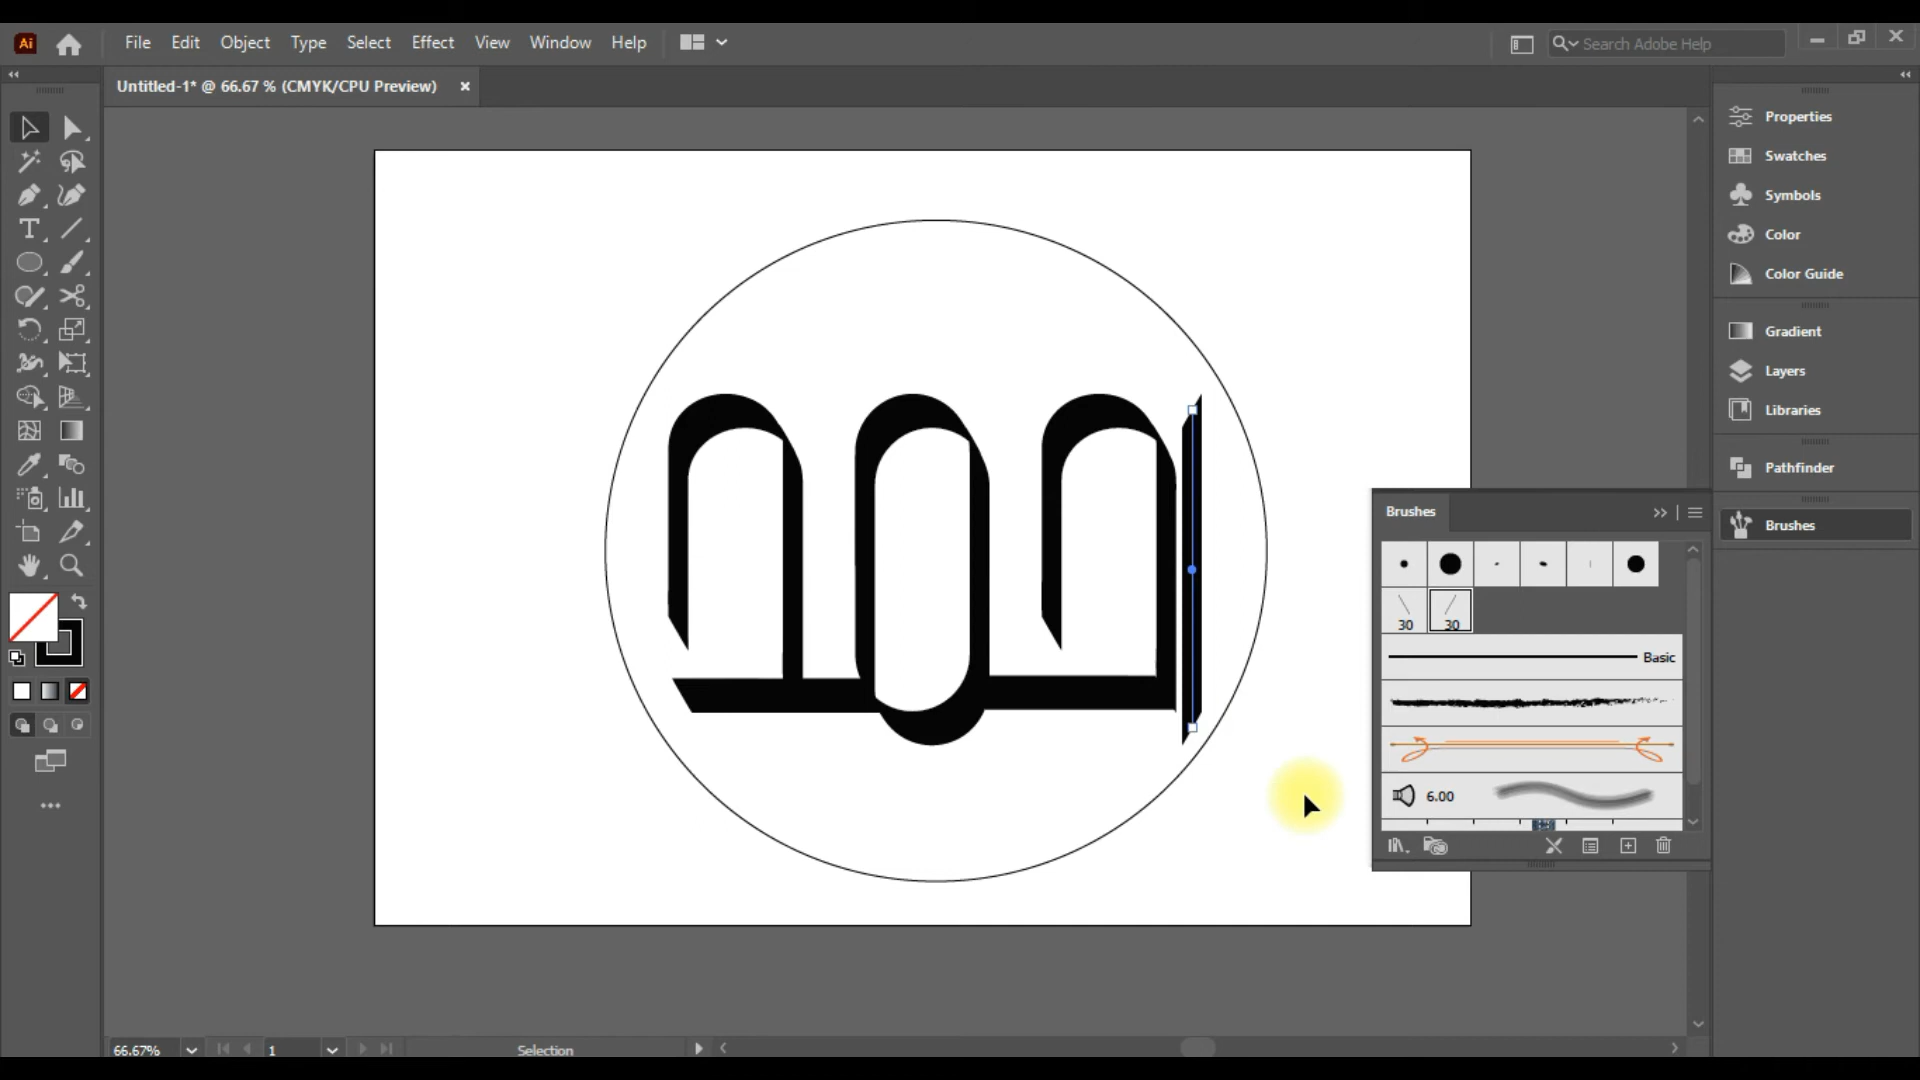 Ai File Edit Object Type Select Effect View Window Help Search Adobe Help
Untitled-1* @ 66.67 % (CMYK/CPU Preview) ×
Properties
Swatches
Symbols
Color
Color Guide
Gradient
Layers
Libraries
Pathfinder
Brushes
Brushes
30 30
Basic
6.00
66.67% 1 Selection